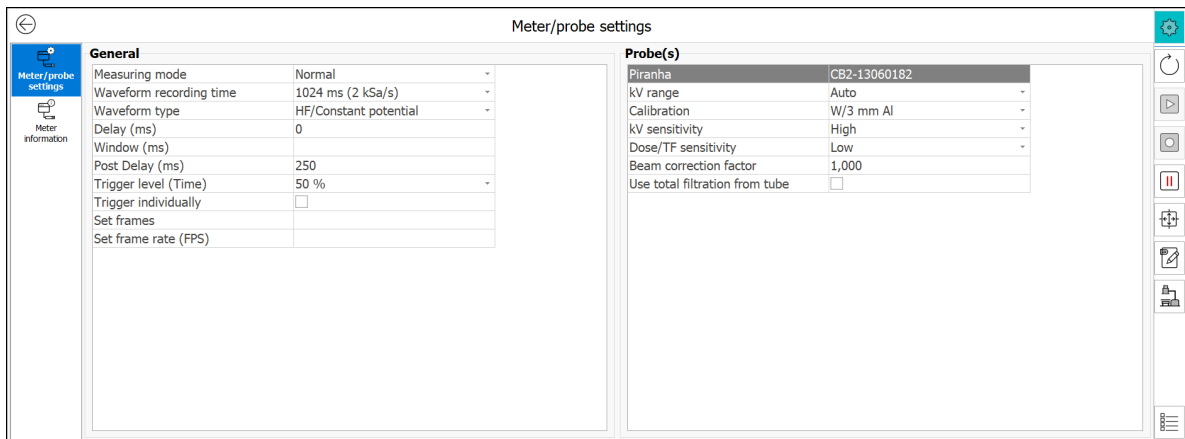 Meter/probe settings
Meter/probe
settings
Meter
information
General
Measuring mode Normal
Waveform recording time 1024 ms (2 kSa/s)
Waveform type HF/Constant potential
Delay (ms) 0
Window (ms)
Post Delay (ms) 250
Trigger level (Time) 50 %
Trigger individually
Set frames
Set frame rate (FPS)
Probe(s)
Piranha CB2-13060182
kV range Auto
Calibration W/3 mm Al
kV sensitivity High
Dose/TF sensitivity Low
Beam correction factor 1,000
Use total filtration from tube